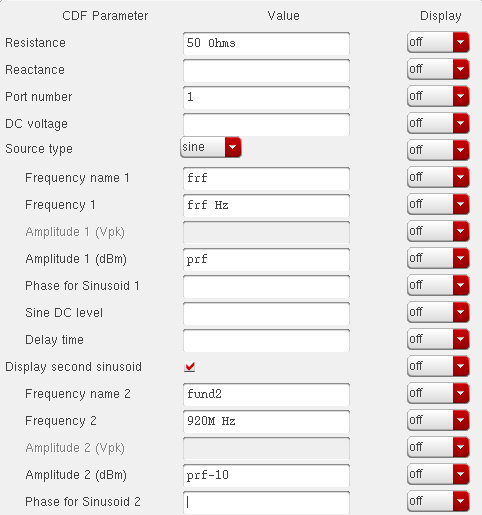 CDF Parameter Value Display
Resistance 50 Ohms off
Reactance off
Port number 1 off
DC voltage off
Source type sine off
Frequency name 1 frf off
Frequency 1 frf Hz off
Amplitude 1 (Vpk) off
Amplitude 1 (dBm) prf off
Phase for Sinusoid 1 off
Sine DC level off
Delay time off
Display second sinusoid off
Frequency name 2 fund2 off
Frequency 2 920M Hz off
Amplitude 2 (Vpk) off
Amplitude 2 (dBm) prf-10 off
Phase for Sinusoid 2 off